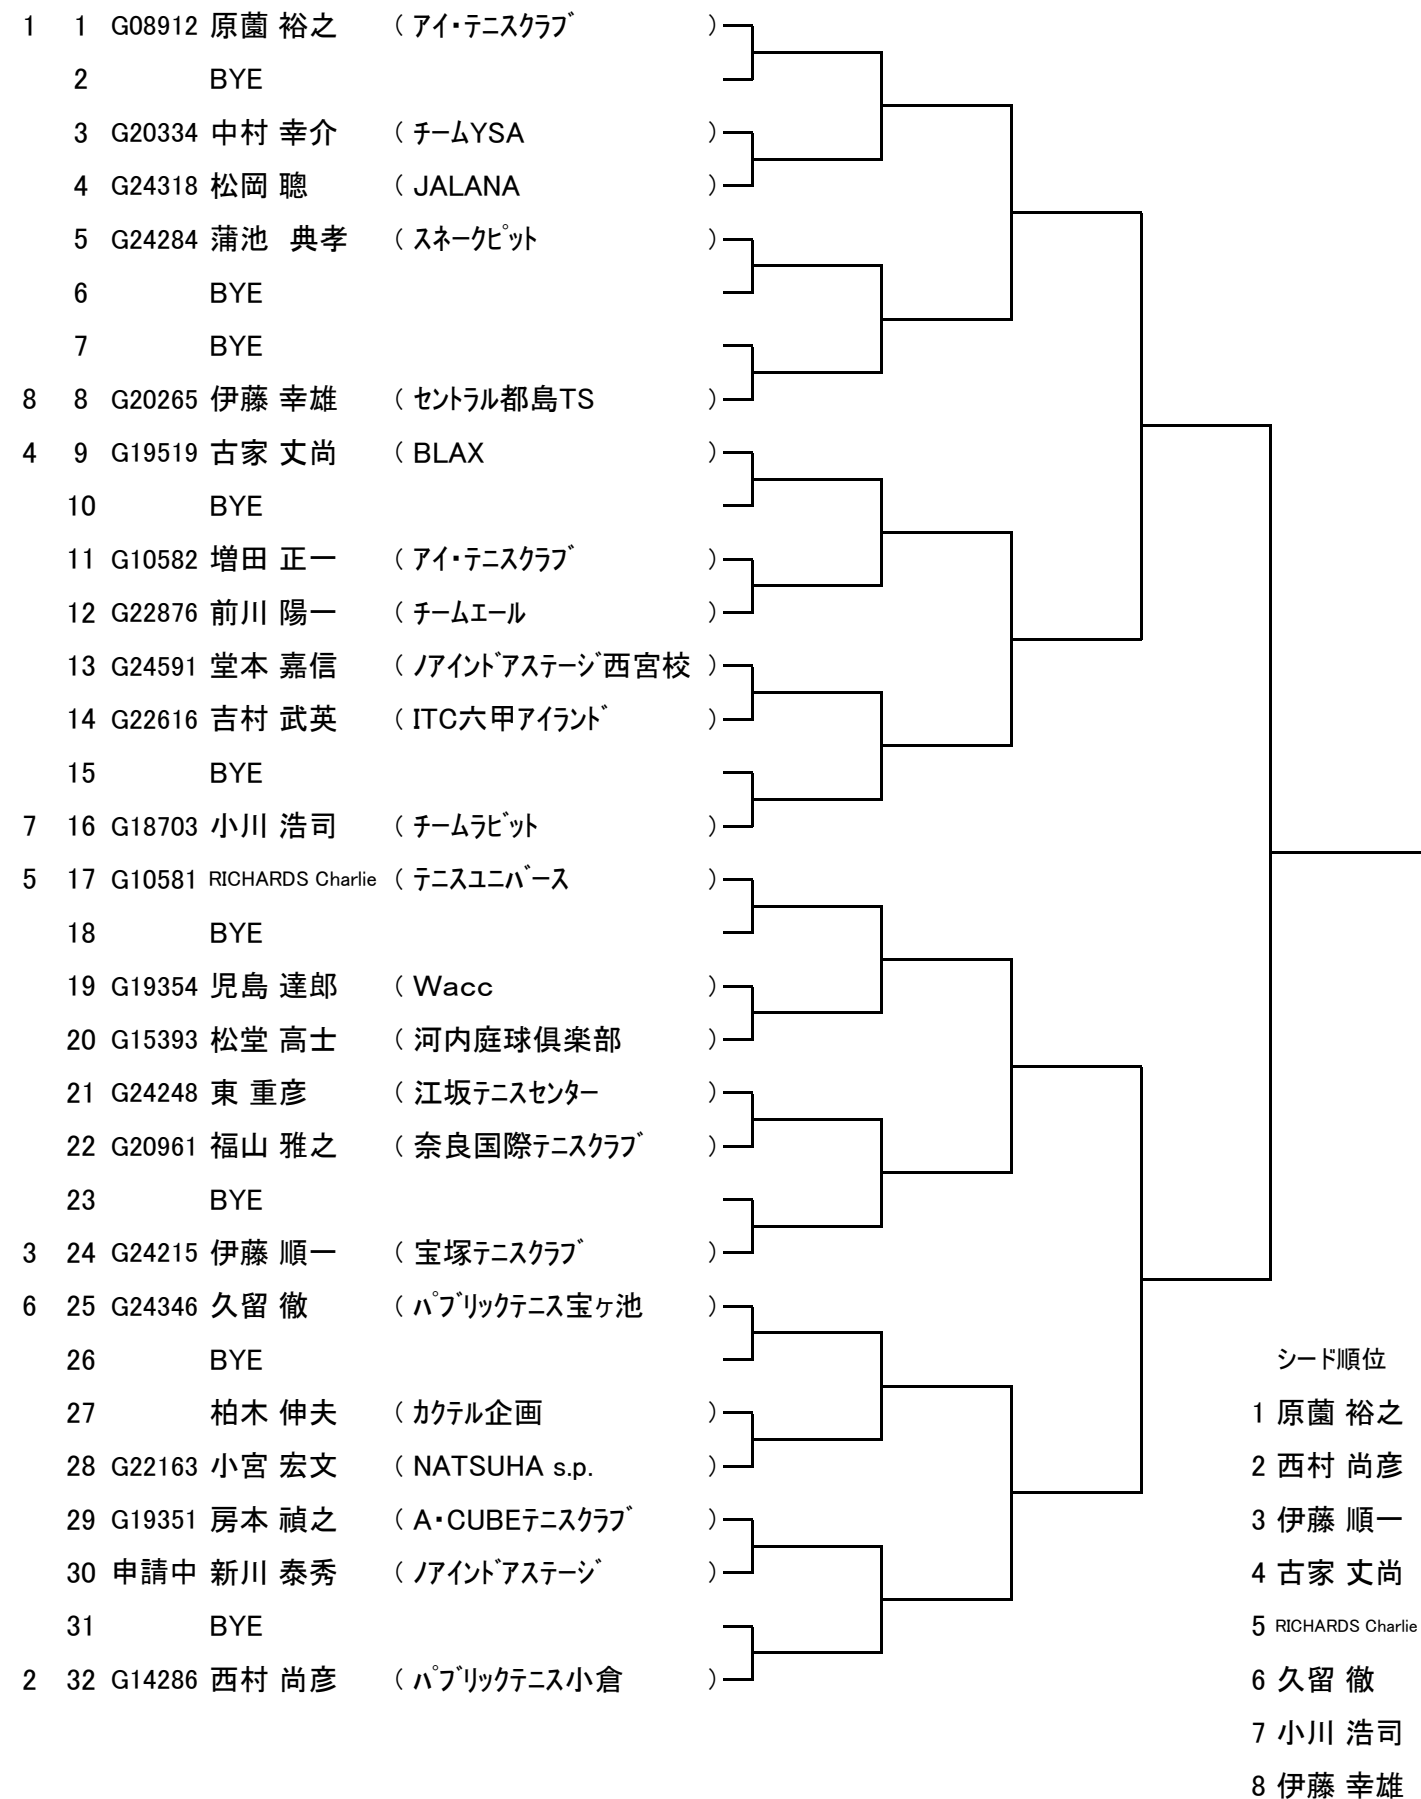 1 1 G08912 原薗 裕之 ( ｱｲ・ﾃﾆｽｸﾗﾌﾞ )
2 BYE
3 G20334 中村 幸介 ( ﾁｰﾑYSA )
4 G24318 松岡 聰 ( JALANA )
5 G24284 蒲池　典孝 ( ｽﾈｰｸﾋﾟｯﾄ )
6 BYE
7 BYE
8 8 G20265 伊藤 幸雄 ( ｾﾝﾄﾗﾙ都島TS )
4 9 G19519 古家 丈尚 ( BLAX )
10 BYE
11 G10582 増田 正一 ( ｱｲ・ﾃﾆｽｸﾗﾌﾞ )
12 G22876 前川 陽一 ( ﾁｰﾑｴｰﾙ )
13 G24591 堂本 嘉信 ( ﾉｱｲﾝﾄﾞｱｽﾃｰｼﾞ西宮校 )
14 G22616 吉村 武英 ( ITC六甲ｱｲﾗﾝﾄﾞ )
15 BYE
7 16 G18703 小川 浩司 ( ﾁｰﾑﾗﾋﾞｯﾄ )
5 17 G10581 RICHARDS Charlie ( ﾃﾆｽﾕﾆﾊﾞｰｽ )
18 BYE
19 G19354 児島 達郎 ( Ｗａｃｃ )
20 G15393 松堂 高士 ( 河内庭球倶楽部 )
21 G24248 東 重彦 ( 江坂ﾃﾆｽｾﾝﾀｰ )
22 G20961 福山 雅之 ( 奈良国際ﾃﾆｽｸﾗﾌﾞ )
23 BYE
3 24 G24215 伊藤 順一 ( 宝塚ﾃﾆｽｸﾗﾌﾞ )
6 25 G24346 久留 徹 ( ﾊﾟﾌﾞﾘｯｸﾃﾆｽ宝ヶ池 )
26 BYE
シード順位
27 柏木 伸夫 ( ｶｸﾃﾙ企画 )
1 原薗 裕之
28 G22163 小宮 宏文 ( NATSUHA s.p. )
2 西村 尚彦
29 G19351 房本 禎之 ( A・CUBEﾃﾆｽｸﾗﾌﾞ )
3 伊藤 順一
30 申請中 新川 泰秀 ( ﾉｱｲﾝﾄﾞｱｽﾃｰｼﾞ )
4 古家 丈尚
31 BYE
5 RICHARDS Charlie
2 32 G14286 西村 尚彦 ( ﾊﾟﾌﾞﾘｯｸﾃﾆｽ小倉 )
6 久留 徹
7 小川 浩司
8 伊藤 幸雄